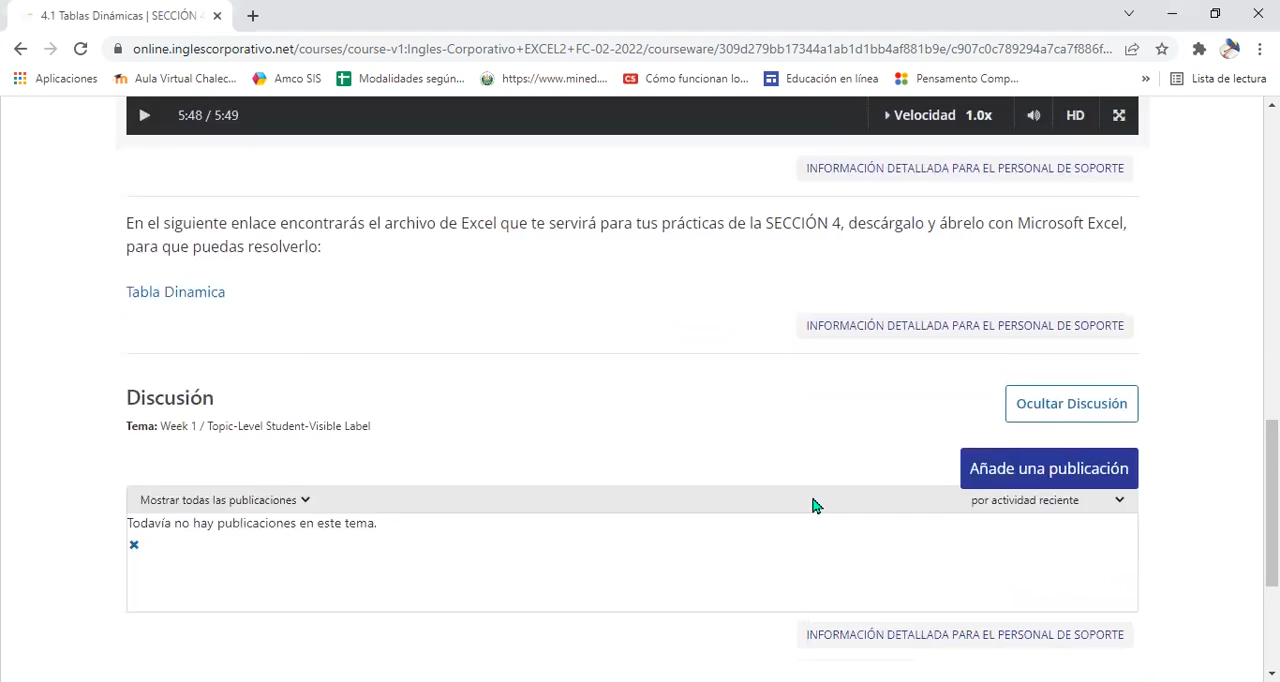 4.1 Tablas Dinámicas | SECCIÓN 4
online.inglescorporativo.net/courses/course-v1:Ingles-Corporativo+EXCEL2+FC-02-2022/courseware/309d279bb17344a1ab1d1bb4af881b9e/c907c0c789294a7ca7f886f...
Aplicaciones Aula Virtual Chalec... Amco SIS Modalidades según... https://www.mined... CS Cómo funcionan lo... Educación en línea Pensamento Comp... » Lista de lectura
5:48 / 5:49 Velocidad 1.0x HD
INFORMACIÓN DETALLADA PARA EL PERSONAL DE SOPORTE
En el siguiente enlace encontrarás el archivo de Excel que te servirá para tus prácticas de la SECCIÓN 4, descárgalo y ábrelo con Microsoft Excel,
para que puedas resolverlo:
Tabla Dinamica
INFORMACIÓN DETALLADA PARA EL PERSONAL DE SOPORTE
Discusión Ocultar Discusión
Tema: Week 1 / Topic-Level Student-Visible Label
Añade una publicación
Mostrar todas las publicaciones por actividad reciente
Todavía no hay publicaciones en este tema.
INFORMACIÓN DETALLADA PARA EL PERSONAL DE SOPORTE